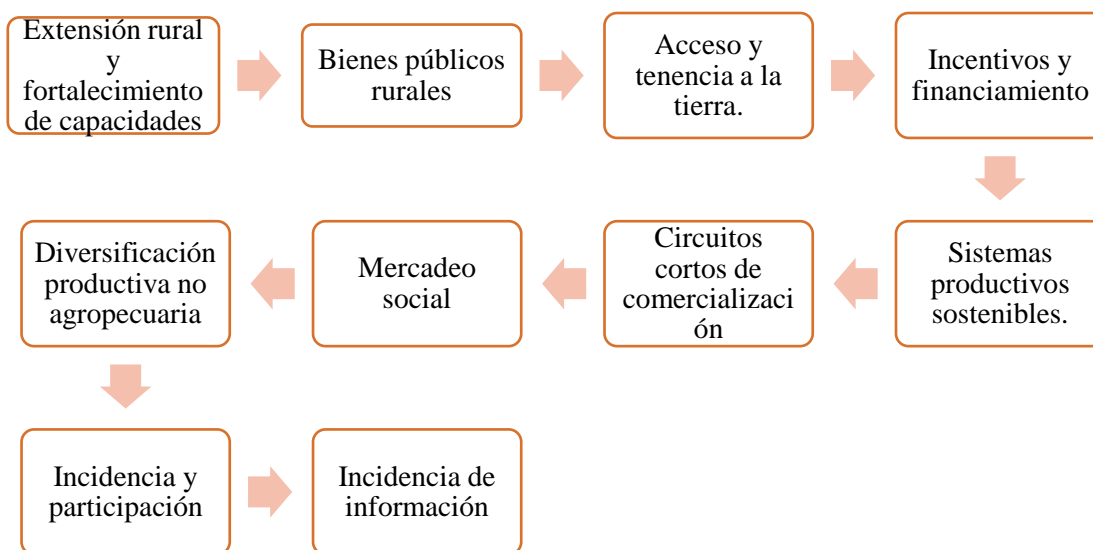 Extensión rural
y
fortalecimiento
de capacidades
Bienes públicos
rurales
Acceso y
tenencia a la
tierra.
Incentivos y
financiamiento
Sistemas
productivos
sostenibles.
Circuitos
cortos de
comercializaci
ón
Mercadeo
social
Diversificación
productiva no
agropecuaria
Incidencia y
participación
Incidencia de
información